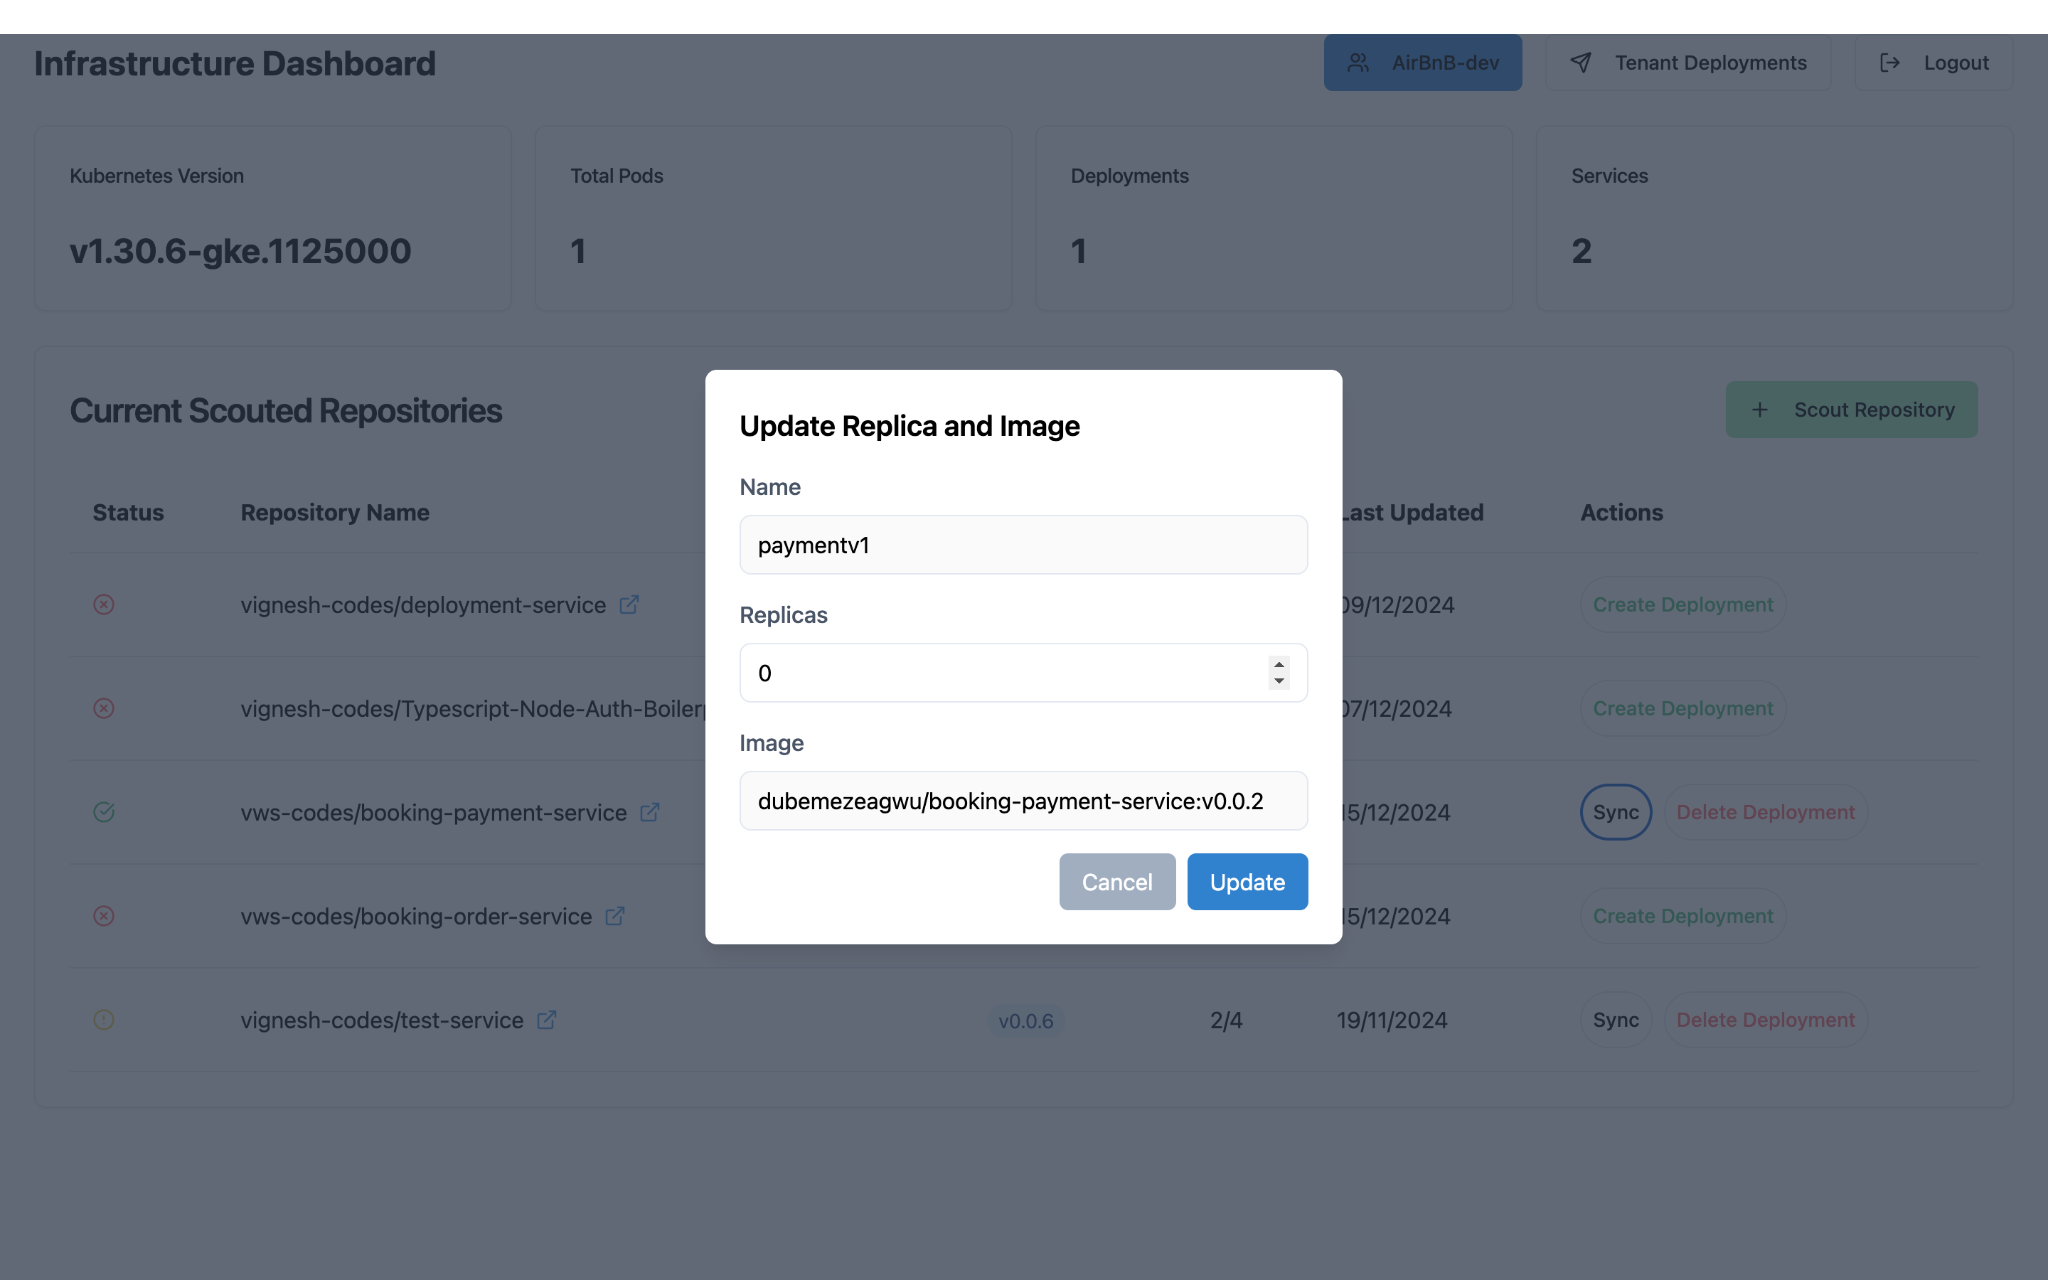 Infrastructure Dashboard
AirBnB-dev
Tenant Deployments
Logout
Kubernetes Version
Total Pods
Deployments
Services
v1.30.6-gke.1125000
1
1
2
Current Scouted Repositories
Scout Repository
Status
Repository Name
Last Updated
Actions
vignesh-codes/deployment-service
09/12/2024
Create Deployment
vignesh-codes/Typescript-Node-Auth-Boiler
07/12/2024
Create Deployment
vws-codes/booking-payment-service
15/12/2024
Sync
Delete Deployment
vws-codes/booking-order-service
15/12/2024
Create Deployment
vignesh-codes/test-service
v0.0.6
2/4
19/11/2024
Sync
Delete Deployment
Update Replica and Image
Name
paymentv1
Replicas
0
Image
dubemezeagwu/booking-payment-service:v0.0.2
Cancel
Update